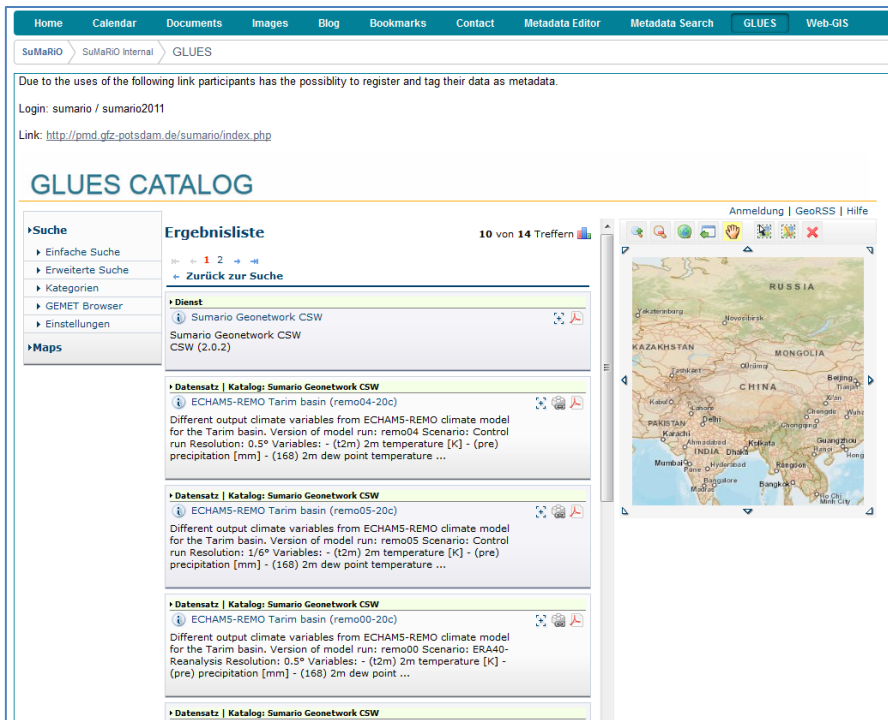 Home Calendar Documents Images Blog Bookmarks Contact Metadata Editor Metadata Search GLUES Web-GIS
SuMaRiO SuMaRiO Internal GLUES
Due to the uses of the following link participants has the possiblity to register and tag their data as metadata.
Login: sumario / sumario2011
Link: http://pmd.gfz-potsdam.de/sumario/index.php
GLUES CATALOG
Anmeldung | GeoRSS | Hilfe
Suche
Einfache Suche
Erweiterte Suche
Kategorien
GEMET Browser
Einstellungen
Maps
Ergebnisliste
10 von 14 Treffern
1 2
Zurück zur Suche
Dienst
Sumario Geonetwork CSW
Sumario Geonetwork CSW
CSW (2.0.2)
Datensatz | Katalog: Sumario Geonetwork CSW
ECHAM5-REMO Tarim basin (remo04-20c)
Different output climate variables from ECHAM5-REMO climate model
for the Tarim basin. Version of model run: remo04 Scenario: Control
run Resolution: 0.5° Variables: - (t2m) 2m temperature [K] - (pre)
precipitation [mm] - (168) 2m dew point temperature ...
Datensatz | Katalog: Sumario Geonetwork CSW
ECHAM5-REMO Tarim basin (remo05-20c)
Different output climate variables from ECHAM5-REMO climate model
for the Tarim basin. Version of model run: remo05 Scenario: Control
run Resolution: 1/6° Variables: - (t2m) 2m temperature [K] - (pre)
precipitation [mm] - (168) 2m dew point temperature ...
Datensatz | Katalog: Sumario Geonetwork CSW
ECHAM5-REMO Tarim basin (remo00-20c)
Different output climate variables from ECHAM5-REMO climate model
for the Tarim basin. Version of model run: remo00 Scenario: ERA40-
Reanalysis Resolution: 0.5° Variables: - (t2m) 2m temperature [K] -
(pre) precipitation [mm] - (168) 2m dew point ...
Datensatz | Katalog: Sumario Geonetwork CSW
RUSSIA
Yekaterinburg
Novosibirsk
KAZAKHSTAN
MONGOLIA
Tashkent
Ürümqi
Beijing
Tianjin
CHINA
Xi'an
Kabul
Lahore
Chengde
Delhi
Chongqing
PAKISTAN
Karachi
Ahmadabad
Kolkata
Guangzhou
INDIA
Dhaka
Hanoi
Hong
Mumbai
Pune
Hyderabad
Rangoon
Bangalore
Bangkok
Madras
Ho Chi
Minh City